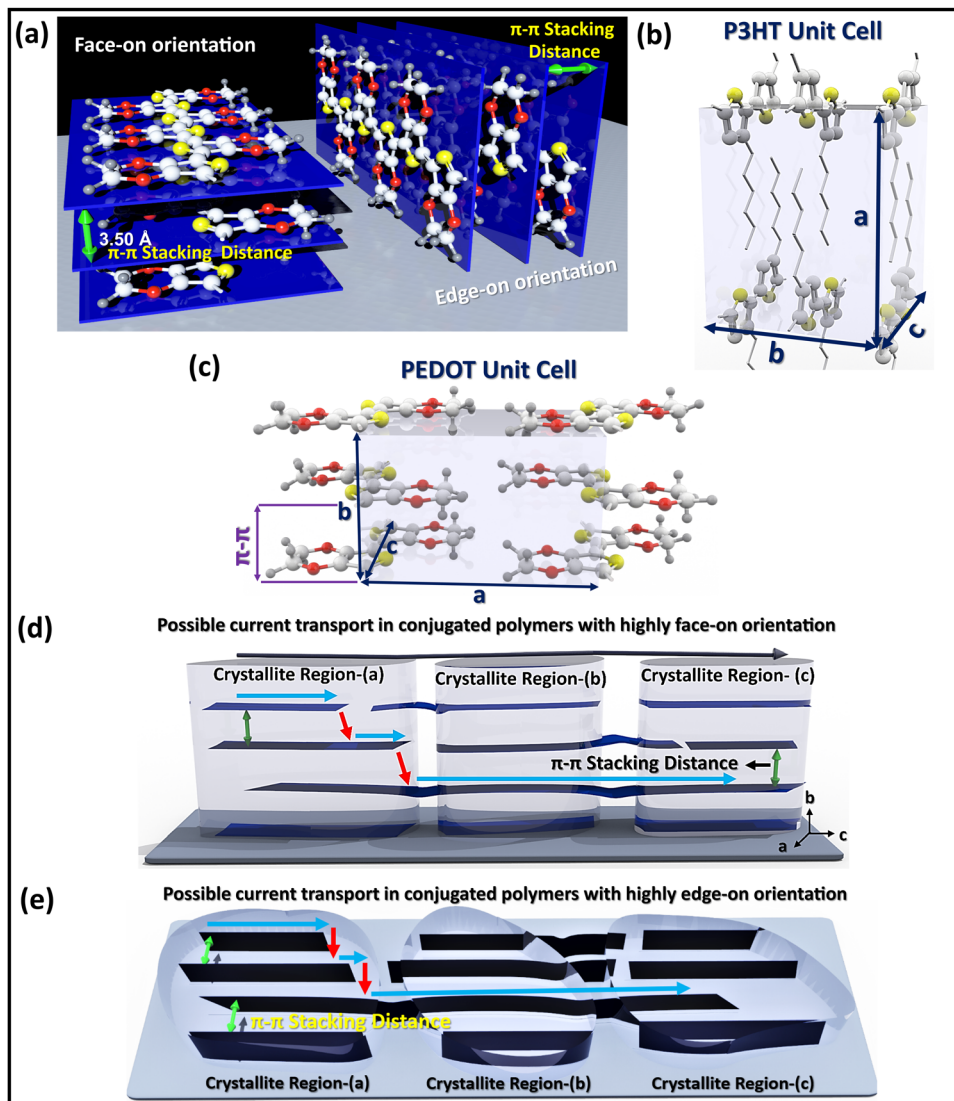 (a)
Face-on orientation
π-π Stacking
Distance
3.50 Å
π-π Stacking Distance
Edge-on orientation
(b)
P3HT Unit Cell
a
b
c
(c)
PEDOT Unit Cell
π-π
b
c
a
(d)
Possible current transport in conjugated polymers with highly face-on orientation
Crystallite Region-(a)
Crystallite Region-(b)
Crystallite Region- (c)
π-π Stacking Distance
b
c
a
(e)
Possible current transport in conjugated polymers with highly edge-on orientation
π-π Stacking Distance
Crystallite Region-(a)
Crystallite Region-(b)
Crystallite Region-(c)